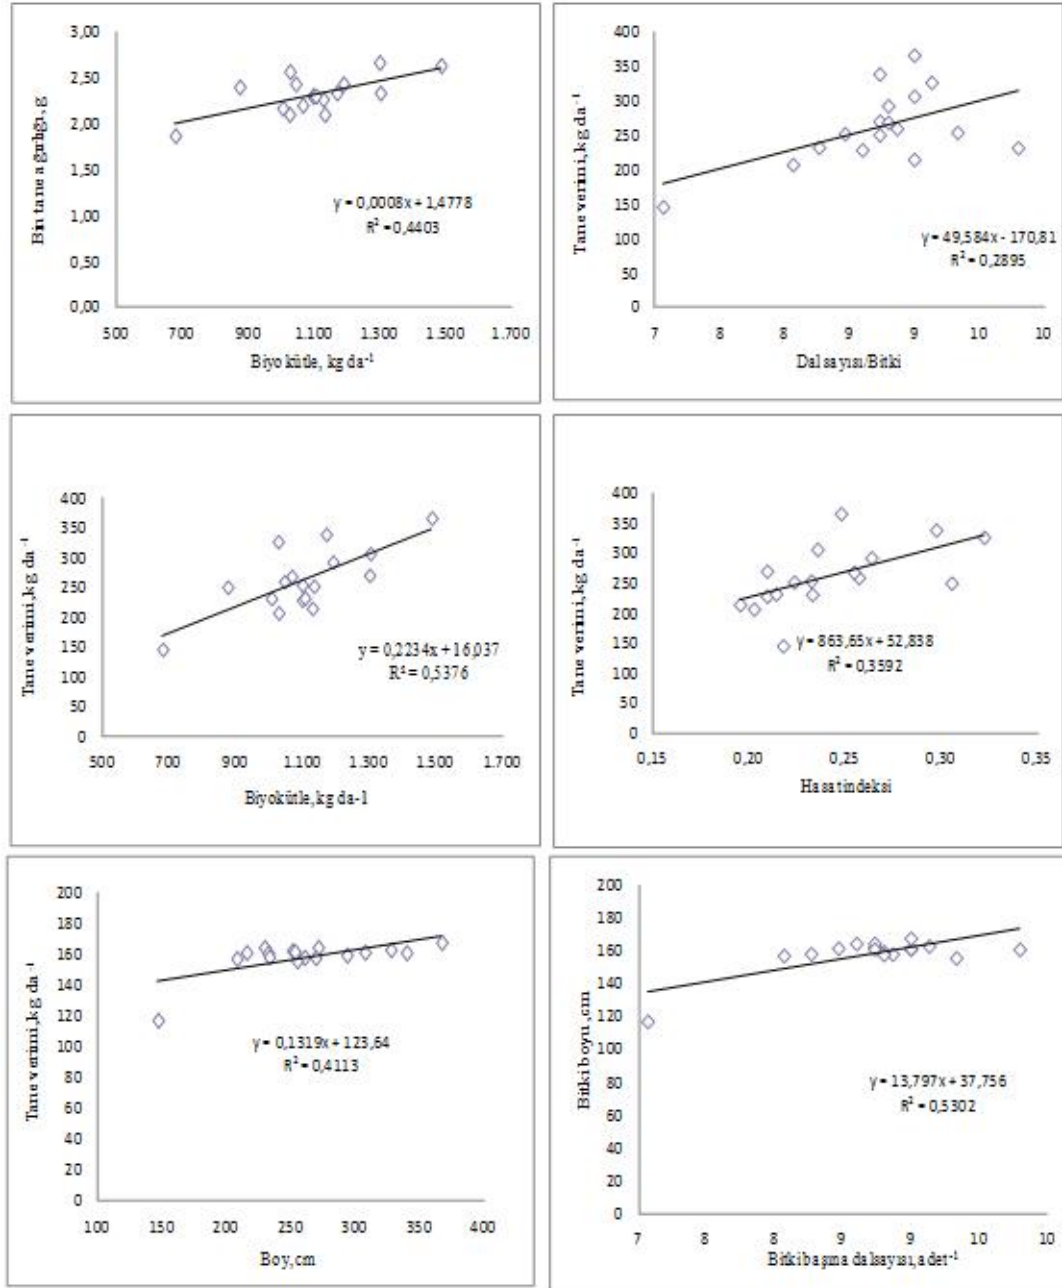 3,00
2,50
2,00
1,50
1,00
0,50
0,00
Bin tane ağırlığı, g
y = 0,0008x + 1,4778
R² = 0,4403
500 700 900 1.100 1.300 1.500 1.700
Biyokütle, kg da⁻¹
400
350
300
250
200
150
100
50
0
Tane verimi, kg da⁻¹
y = 49,584x - 170,81
R² = 0,2895
7 8 9 9 10 10
Dal sayısı/Bitki
400
350
300
250
200
150
100
50
0
Tane verimi, kg da⁻¹
y = 0,2234x + 16,037
R² = 0,5376
500 700 900 1.100 1.300 1.500 1.700
Biyokütle, kg da-1
400
350
300
250
200
150
100
50
0
Tane verimi, kg da⁻¹
y = 863,65x + 52,838
R² = 0,3592
0,15 0,20 0,25 0,30 0,35
Hasat indeksi
200
180
160
140
120
100
80
60
40
20
0
Tane verimi, kg da⁻¹
y = 0,1319x + 123,64
R² = 0,4113
100 150 200 250 300 350 400
Boy, cm
200
180
160
140
120
100
80
60
40
20
0
Bitki boyu, cm
y = 13,797x + 37,756
R² = 0,5302
7 8 8 9 9 10 10
Bitki başına dal sayısı, adet⁻¹